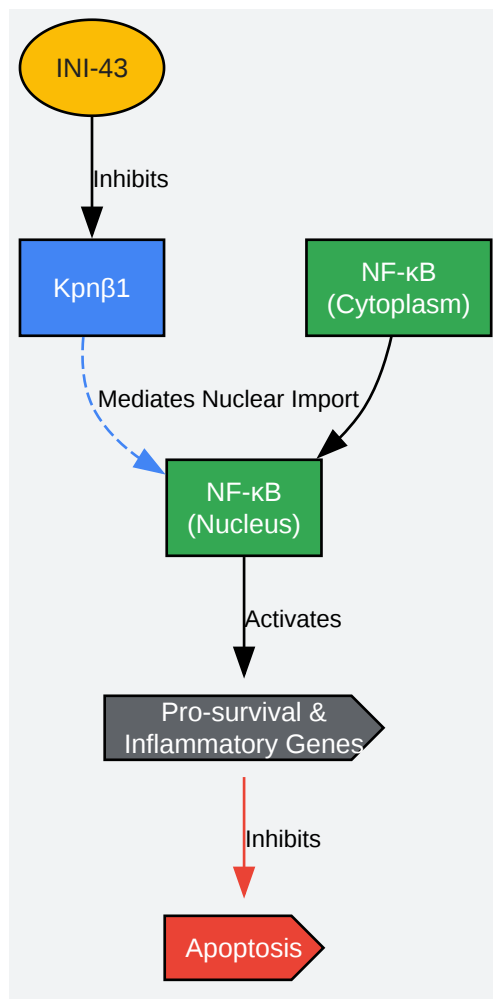 INI-43
Inhibits
Kpnβ1
NF-κB
(Cytoplasm)
Mediates Nuclear Import
NF-κB
(Nucleus)
Activates
Pro-survival &
Inflammatory Genes
Inhibits
Apoptosis